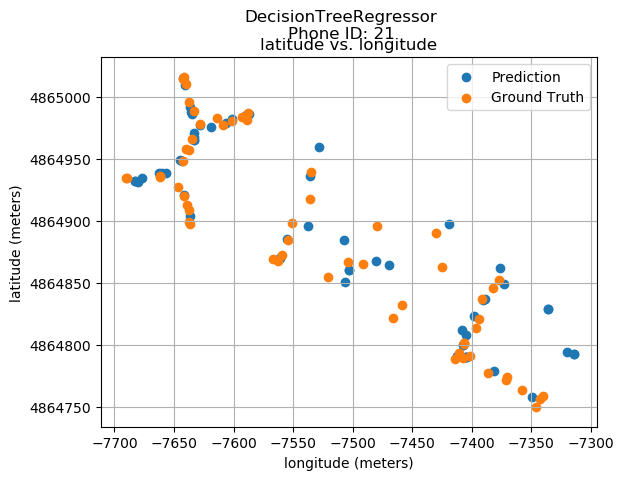 DecisionTreeRegressor
Phone ID: 21
latitude vs. longitude
Prediction
Ground Truth
4865000
4864950
4864900
4864850
4864800
4864750
latitude (meters)
−7700 −7650 −7600 −7550 −7500 −7450 −7400 −7350 −7300
longitude (meters)